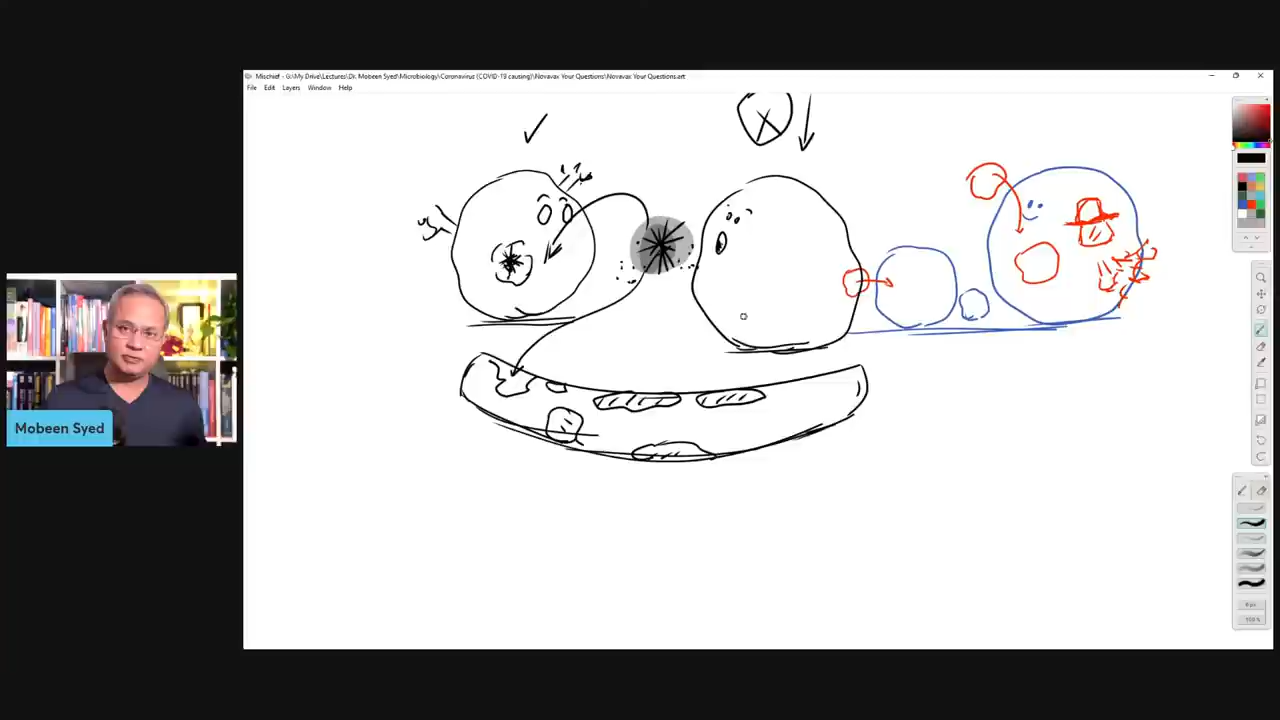 Mischief - G:\My Drive\Lectures\Dr. Mobeen Syed\Microbiology\Coronavirus (COVID-19 causing)\Novavax Your Questions\Novavax Your Questions.art
File Edit Layers Window Help
Mobeen Syed
100 %